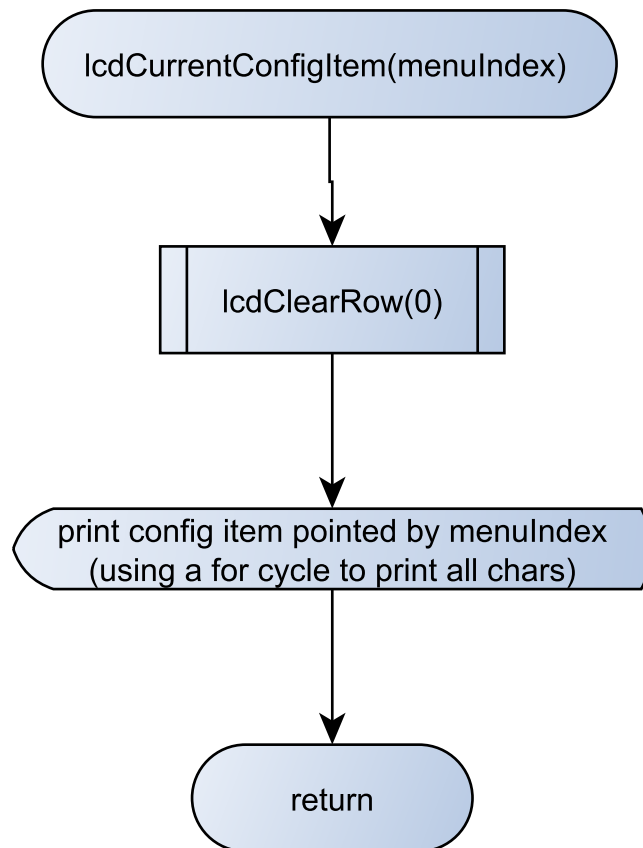 lcdCurrentConfigItem(menuIndex)
lcdClearRow(0)
print config item pointed by menuIndex
(using a for cycle to print all chars)
return